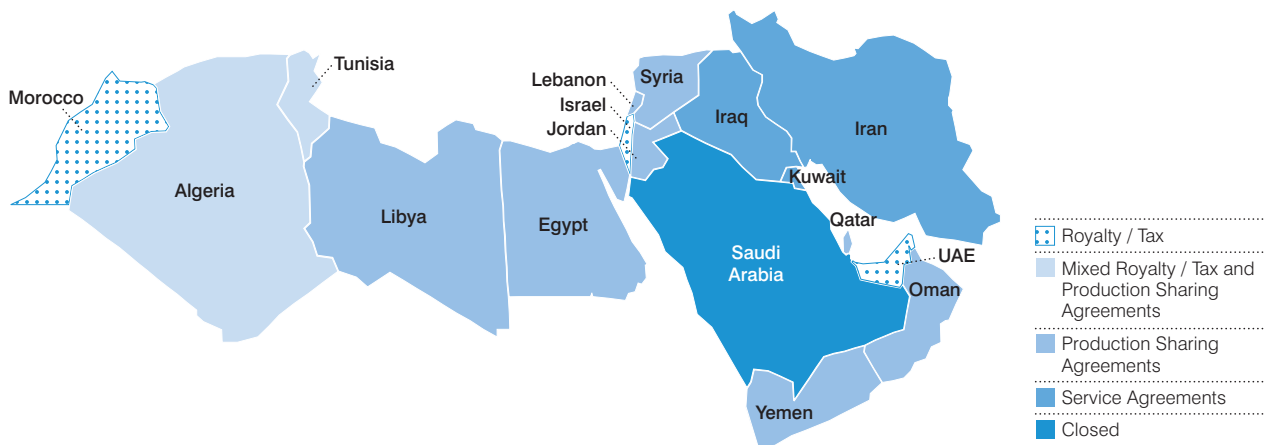 Tunisia
Morocco
Lebanon
Syria
Israel
Jordan
Iraq
Iran
Kuwait
Algeria
Libya
Egypt
Qatar
Saudi
Arabia
UAE
Oman
Yemen
Royalty / Tax
Mixed Royalty / Tax and
Production Sharing
Agreements
Production Sharing
Agreements
Service Agreements
Closed